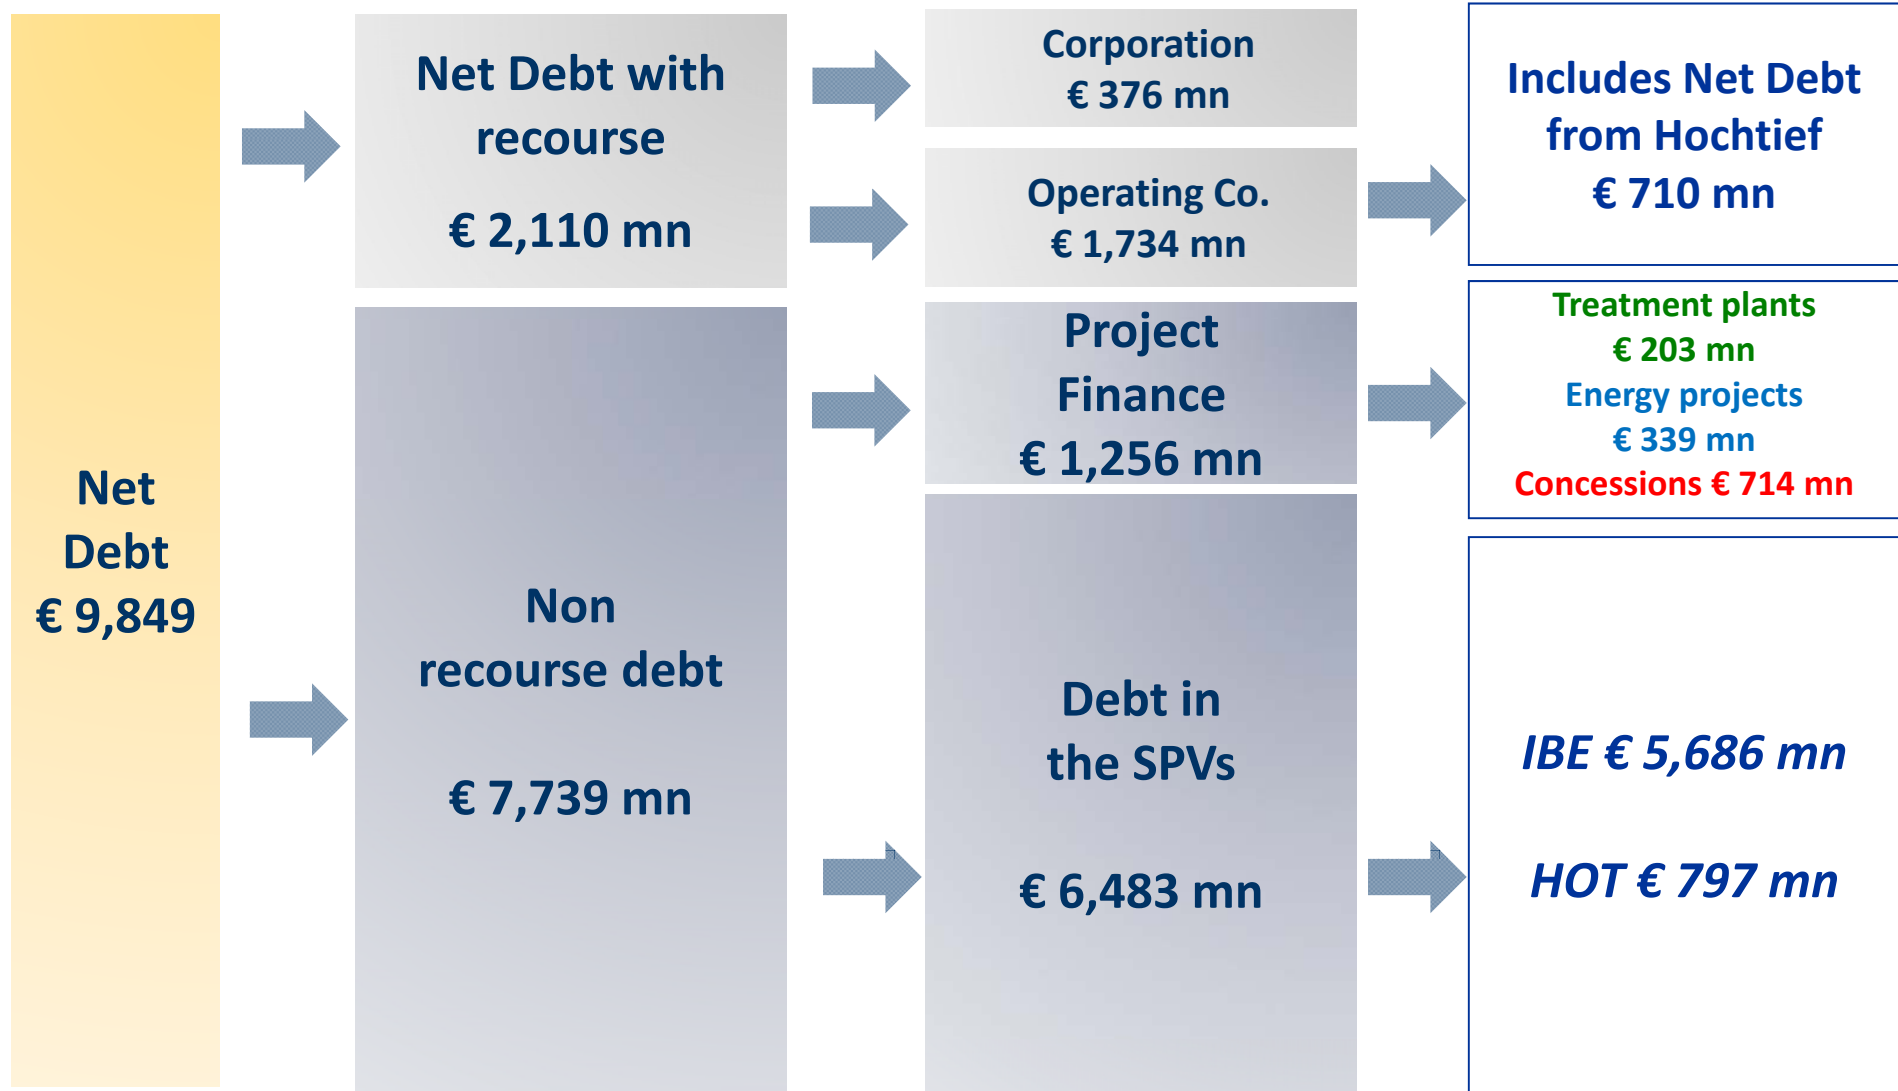 Net
Debt
€ 9,849
Net Debt with
recourse
€ 2,110 mn
Non
recourse debt
€ 7,739 mn
Corporation
€ 376 mn
Operating Co.
€ 1,734 mn
Project
Finance
€ 1,256 mn
Debt in
the SPVs
€ 6,483 mn
Includes Net Debt
from Hochtief
€ 710 mn
Treatment plants
€ 203 mn
Energy projects
€ 339 mn
Concessions € 714 mn
IBE € 5,686 mn
HOT € 797 mn